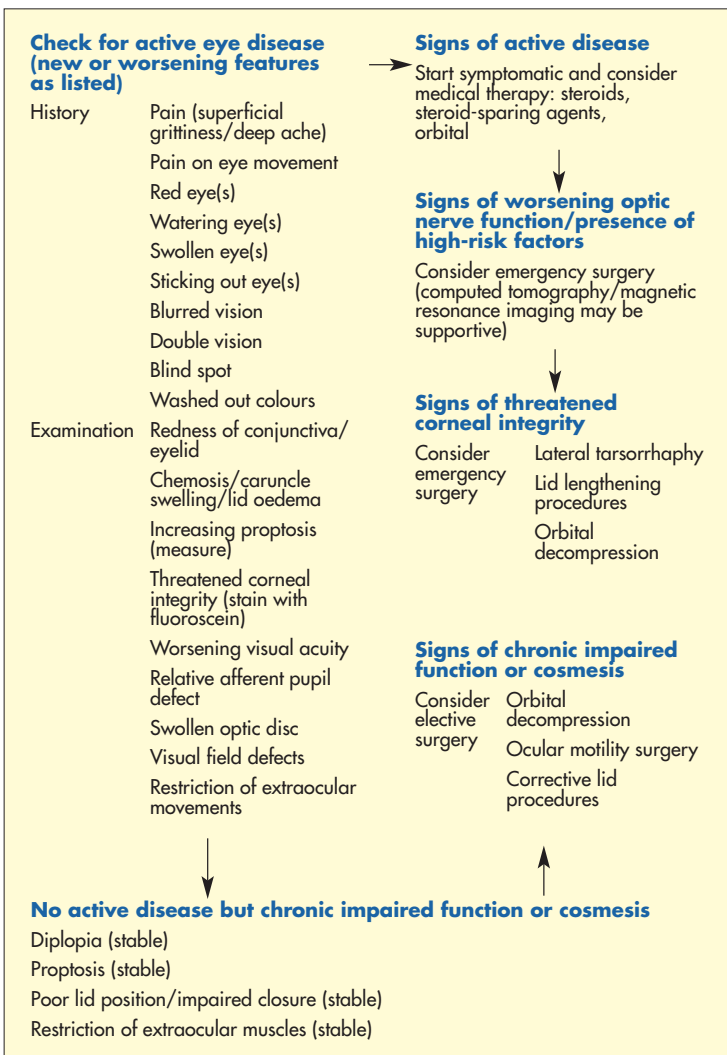 Check for active eye disease
(new or worsening features
as listed)
History
Pain (superficial
grittiness/deep ache)
Pain on eye movement
Red eye(s)
Watering eye(s)
Swollen eye(s)
Sticking out eye(s)
Blurred vision
Double vision
Blind spot
Washed out colours
Examination
Redness of conjunctiva/
eyelid
Chemosis/caruncle
swelling/lid oedema
Increasing proptosis
(measure)
Threatened corneal
integrity (stain with
fluoroscein)
Worsening visual acuity
Relative afferent pupil
defect
Swollen optic disc
Visual field defects
Restriction of extraocular
movements
Signs of active disease
Start symptomatic and consider
medical therapy: steroids,
steroid-sparing agents,
orbital
Signs of worsening optic
nerve function/presence of
high-risk factors
Consider emergency surgery
(computed tomography/magnetic
resonance imaging may be
supportive)
Signs of threatened
corneal integrity
Consider
emergency
surgery
Lateral tarsorrhaphy
Lid lengthening
procedures
Orbital
decompression
Signs of chronic impaired
function or cosmesis
Consider
elective
surgery
Orbital
decompression
Ocular motility surgery
Corrective lid
procedures
No active disease but chronic impaired function or cosmesis
Diplopia (stable)
Proptosis (stable)
Poor lid position/impaired closure (stable)
Restriction of extraocular muscles (stable)